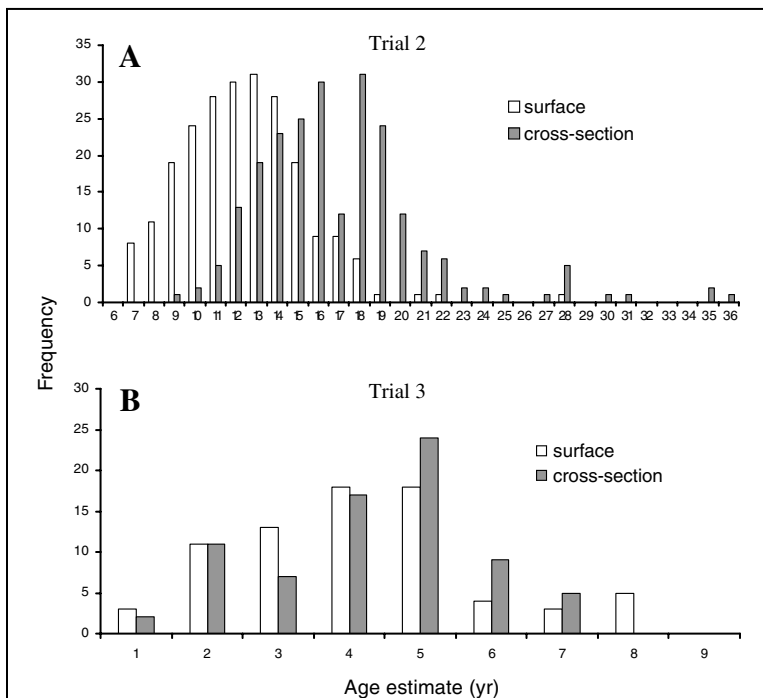 A
Trial 2
35
30
25
20
15
10
5
0
surface
cross-section
6 7 8 9 10 11 12 13 14 15 16 17 18 19 20 21 22 23 24 25 26 27 28 29 30 31 32 33 34 35 36
Frequency
B
Trial 3
30
25
20
15
10
5
0
surface
cross-section
1 2 3 4 5 6 7 8 9
Age estimate (yr)